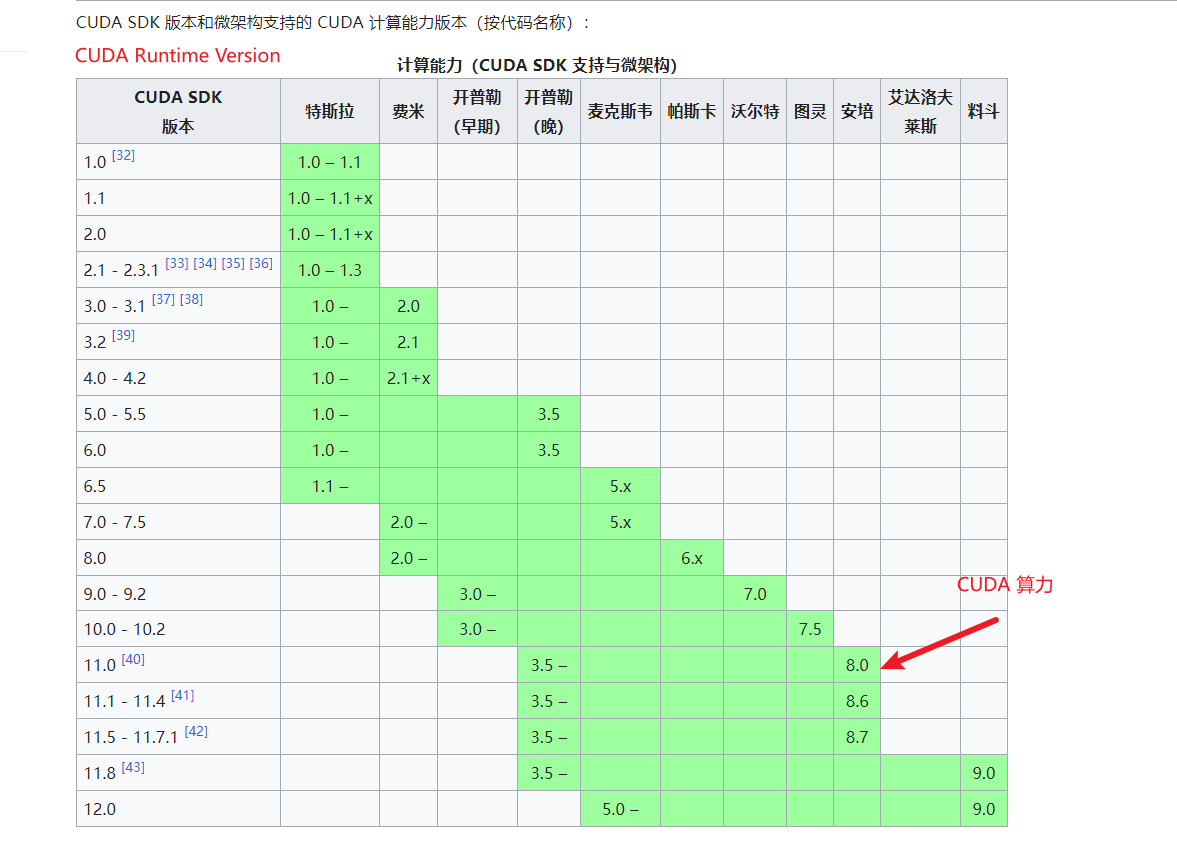 CUDA SDK 版本和微架构支持的 CUDA 计算能力版本（按代码名称）：
CUDA Runtime Version
计算能力（CUDA SDK 支持与微架构）
CUDA SDK 版本 特斯拉 费米 开普勒（早期） 开普勒（晚） 麦克斯韦 帕斯卡 沃尔特 图灵 安培 艾达洛夫莱斯 料斗
1.0 [32] 1.0 – 1.1
1.1 1.0 – 1.1+x
2.0 1.0 – 1.1+x
2.1 - 2.3.1 [33] [34] [35] [36] 1.0 – 1.3
3.0 - 3.1 [37] [38] 1.0 – 2.0
3.2 [39] 1.0 – 2.1
4.0 - 4.2 1.0 – 2.1+x
5.0 - 5.5 1.0 – 3.5
6.0 1.0 – 3.5
6.5 1.1 – 5.x
7.0 - 7.5 2.0 – 5.x
8.0 2.0 – 6.x
9.0 - 9.2 3.0 – 7.0
CUDA 算力
10.0 - 10.2 3.0 – 7.5
11.0 [40] 3.5 – 8.0
11.1 - 11.4 [41] 3.5 – 8.6
11.5 - 11.7.1 [42] 3.5 – 8.7
11.8 [43] 3.5 – 9.0
12.0 5.0 – 9.0